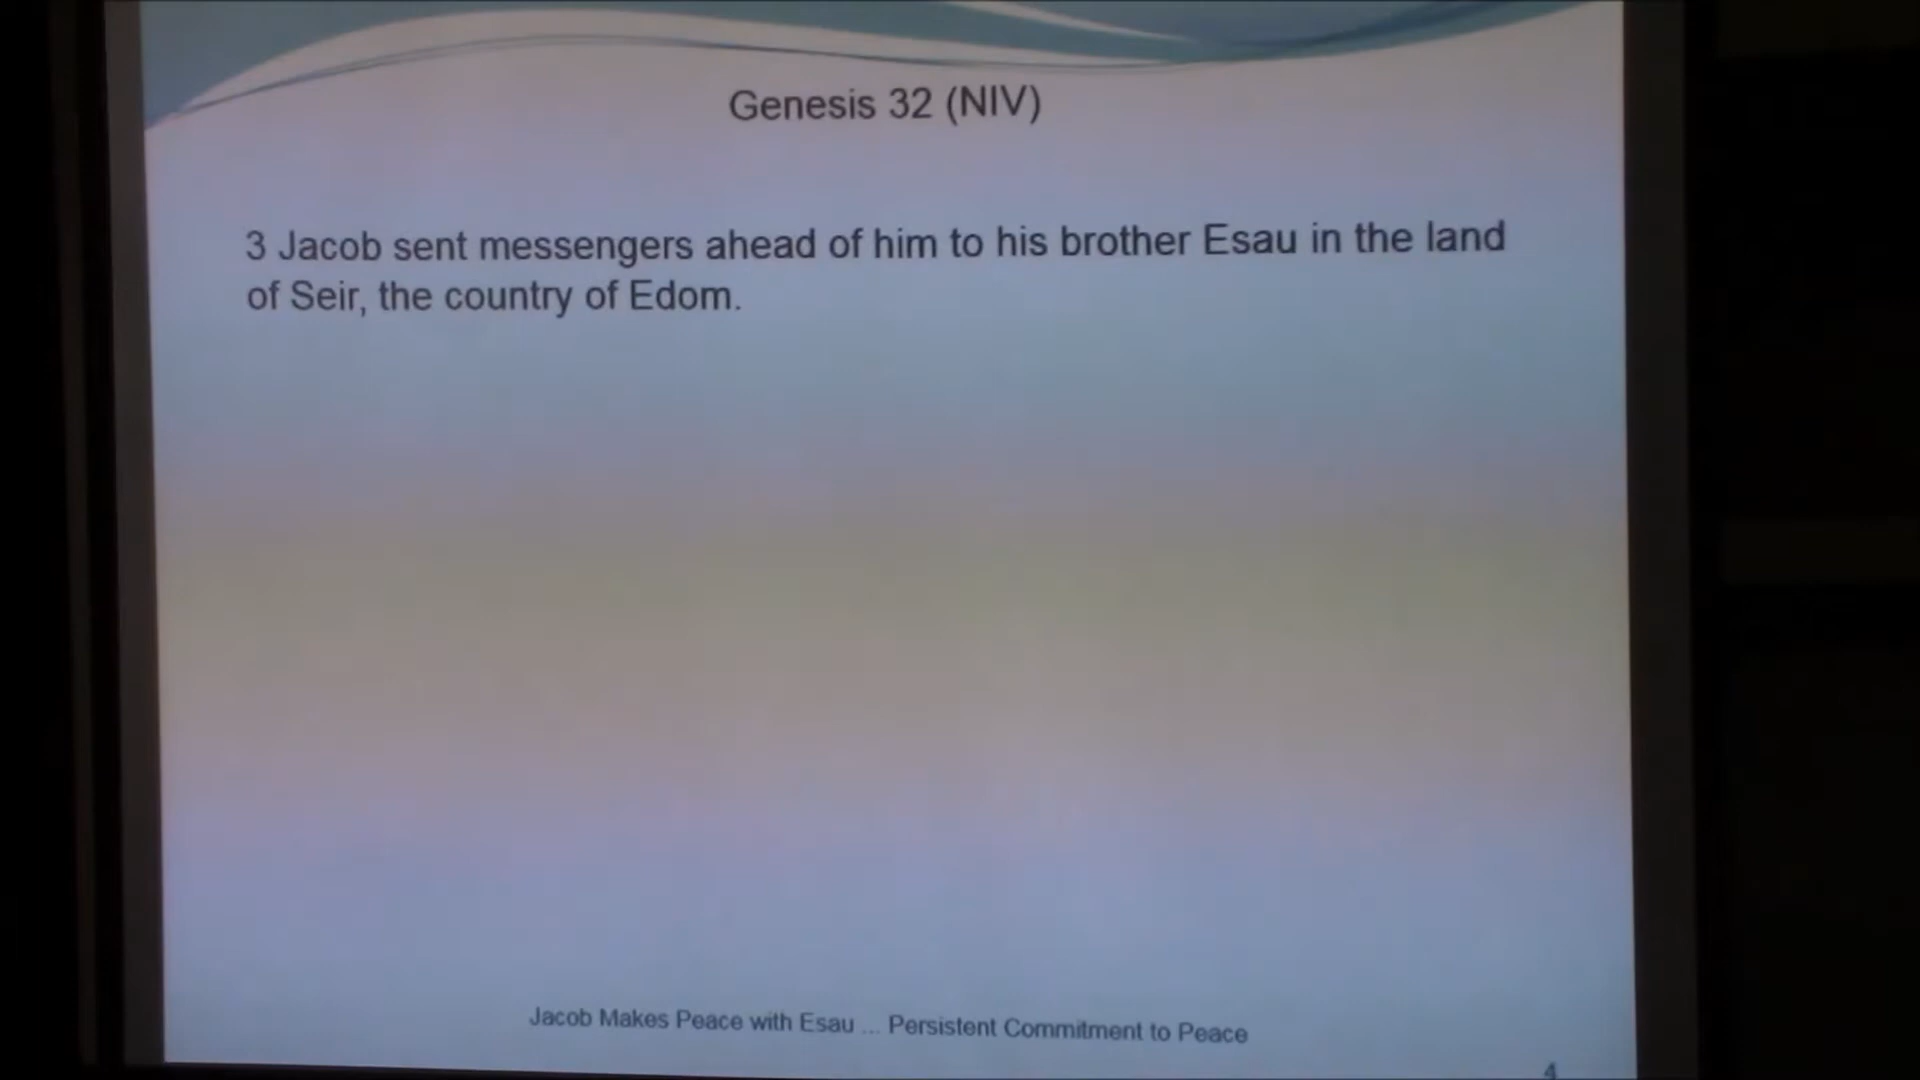 Genesis 32 (NIV)
3 Jacob sent messengers ahead of him to his brother Esau in the land
of Seir, the country of Edom.
Jacob Makes Peace with Esau ... Persistent Commitment to Peace
4